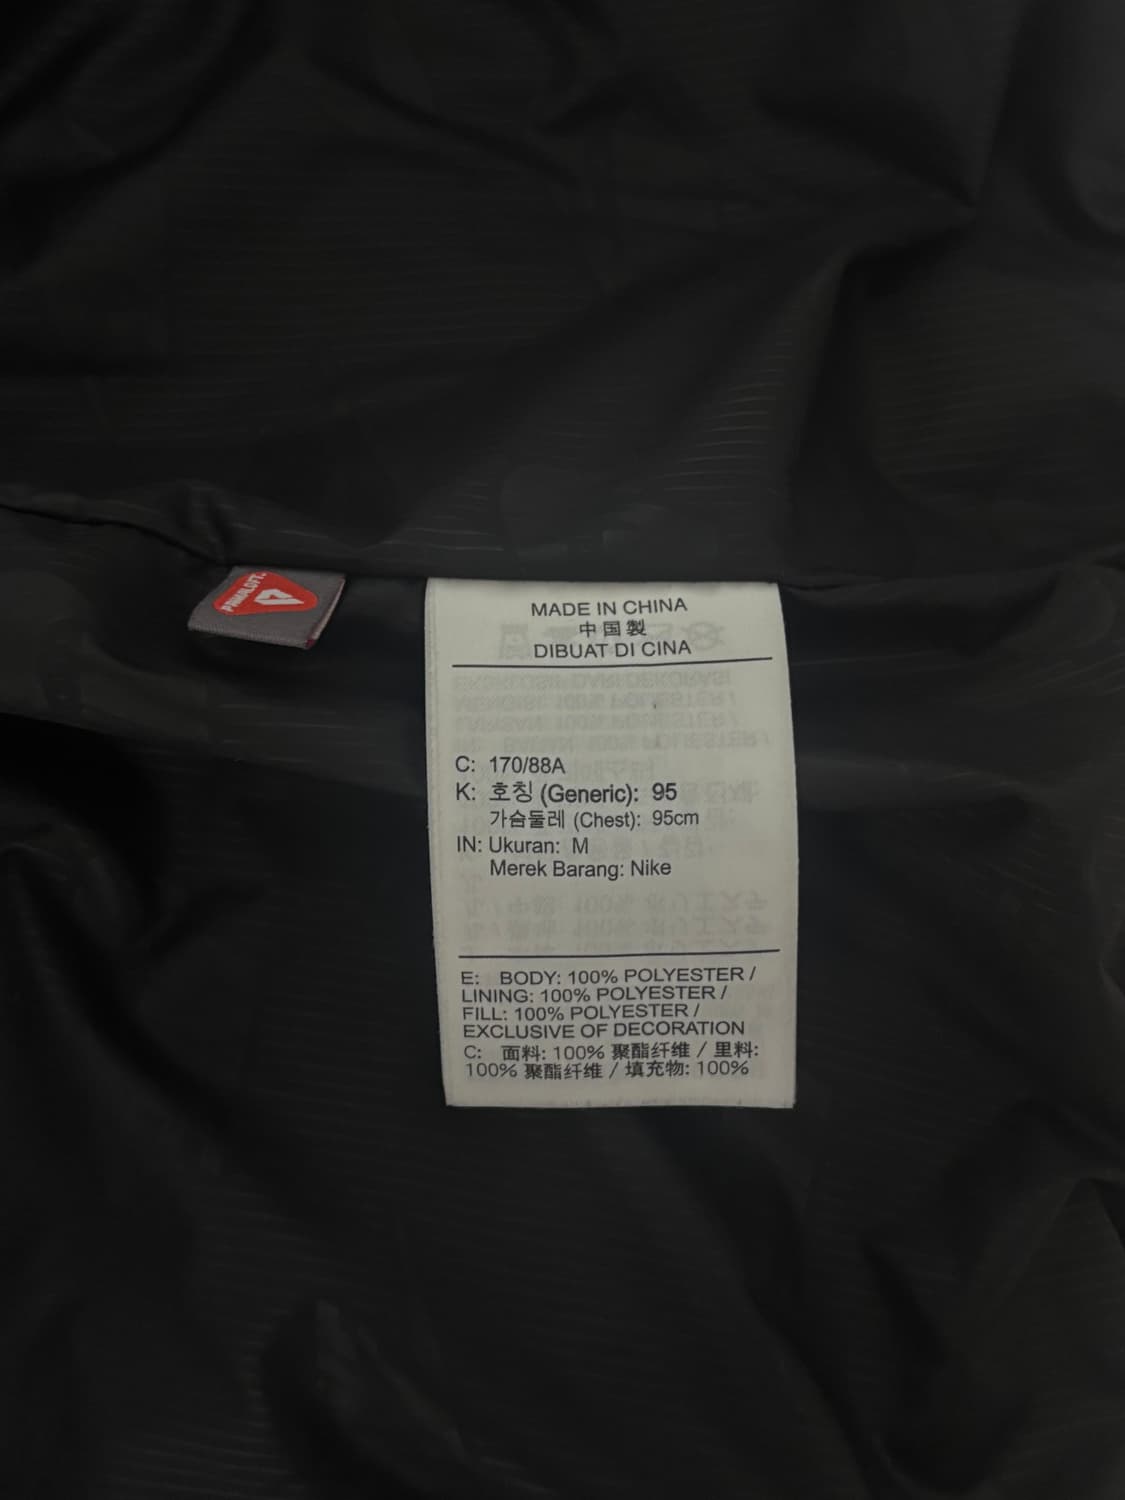 PRIMALOFT
MADE IN CHINA
中国製
DIBUAT DI CINA
C: 170/88A
K: 호칭 (Generic): 95
가슴둘레 (Chest): 95cm
IN: Ukuran: M
Merek Barang: Nike
E: BODY: 100% POLYESTER /
LINING: 100% POLYESTER /
FILL: 100% POLYESTER /
EXCLUSIVE OF DECORATION
C: 面料: 100% 聚酯纤维 / 里料:
100% 聚酯纤维 / 填充物: 100%